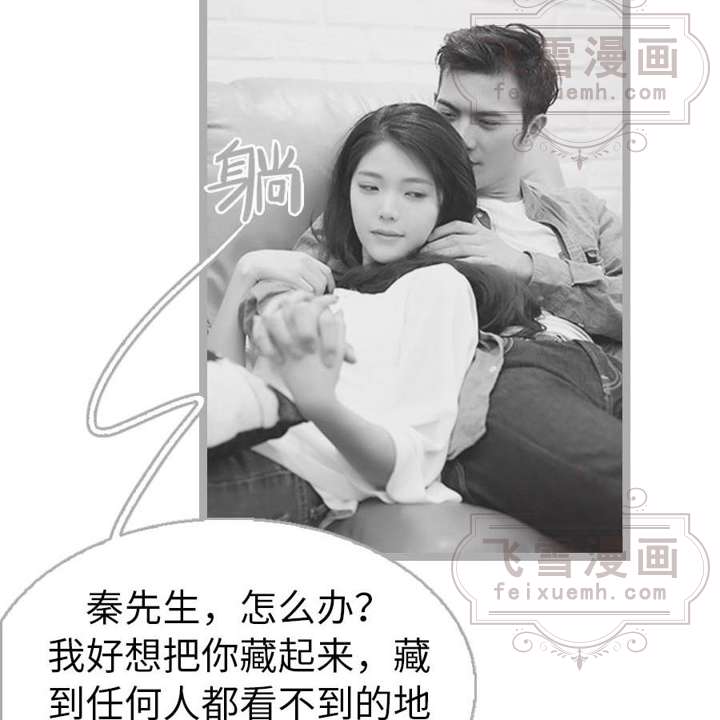 飞雪漫画
feixuemh.com
躺
飞雪漫画
feixuemh.com
秦先生，怎么办？
我好想把你藏起来，藏
到任何人都看不到的地